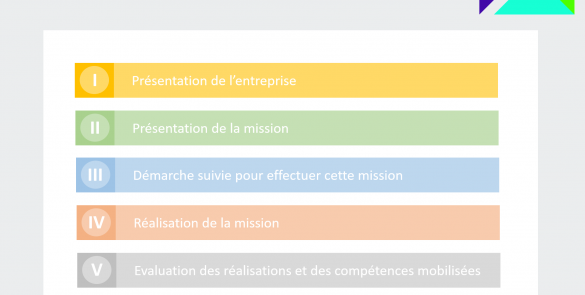 I Présentation de l'entreprise
II Présentation de la mission
III Démarche suivie pour effectuer cette mission
IV Réalisation de la mission
V Evaluation des réalisations et des compétences mobilisées